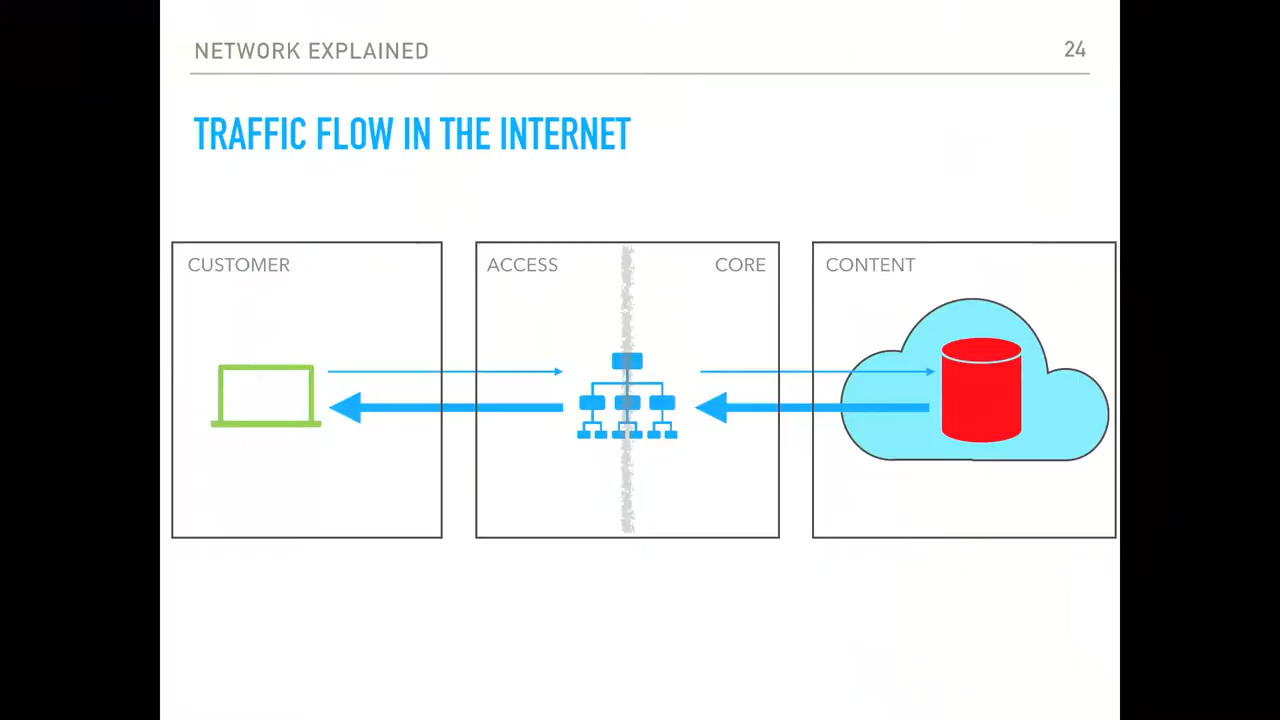 NETWORK EXPLAINED
24
TRAFFIC FLOW IN THE INTERNET
CUSTOMER
ACCESS
CORE
CONTENT